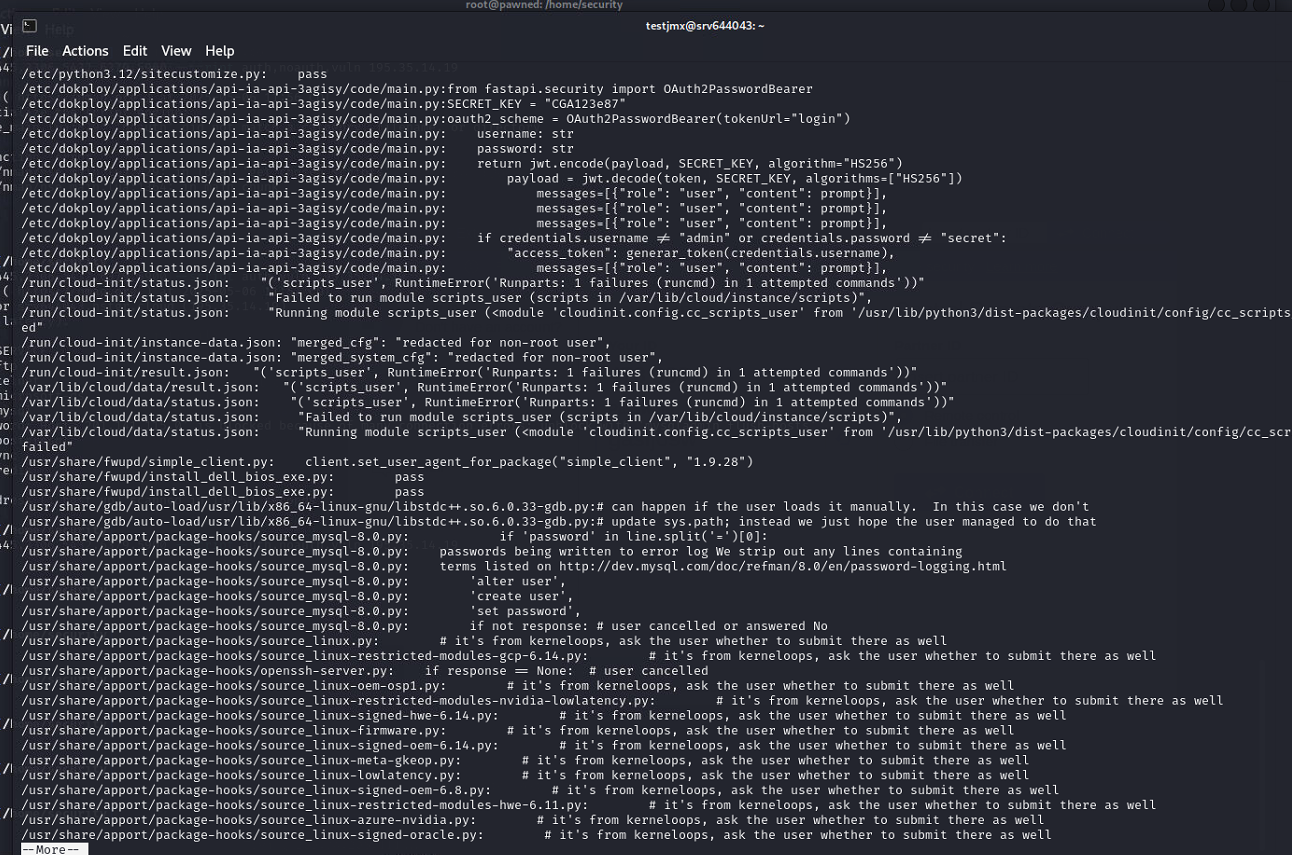 root@pawned: /home/security
testjmx@srv644043: ~
File Actions Edit View Help
/etc/python3.12/sitecustomize.py:    pass
/etc/dokploy/applications/api-ia-api-3agisy/code/main.py:from fastapi.security import OAuth2PasswordBearer
/etc/dokploy/applications/api-ia-api-3agisy/code/main.py:SECRET_KEY = "CGA123e87"
/etc/dokploy/applications/api-ia-api-3agisy/code/main.py:oauth2_scheme = OAuth2PasswordBearer(tokenUrl="login")
/etc/dokploy/applications/api-ia-api-3agisy/code/main.py:    username: str
/etc/dokploy/applications/api-ia-api-3agisy/code/main.py:    password: str
/etc/dokploy/applications/api-ia-api-3agisy/code/main.py:    return jwt.encode(payload, SECRET_KEY, algorithm="HS256")
/etc/dokploy/applications/api-ia-api-3agisy/code/main.py:        payload = jwt.decode(token, SECRET_KEY, algorithms=["HS256"])
/etc/dokploy/applications/api-ia-api-3agisy/code/main.py:            messages=[{"role": "user", "content": prompt}],
/etc/dokploy/applications/api-ia-api-3agisy/code/main.py:            messages=[{"role": "user", "content": prompt}],
/etc/dokploy/applications/api-ia-api-3agisy/code/main.py:            messages=[{"role": "user", "content": prompt}],
/etc/dokploy/applications/api-ia-api-3agisy/code/main.py:    if credentials.username ≠ "admin" or credentials.password ≠ "secret":
/etc/dokploy/applications/api-ia-api-3agisy/code/main.py:        "access_token": generar_token(credentials.username),
/etc/dokploy/applications/api-ia-api-3agisy/code/main.py:            messages=[{"role": "user", "content": prompt}],
/run/cloud-init/status.json:    "('scripts_user', RuntimeError('Runparts: 1 failures (runcmd) in 1 attempted commands'))"
/run/cloud-init/status.json:     "Failed to run module scripts_user (scripts in /var/lib/cloud/instance/scripts)",
/run/cloud-init/status.json:     "Running module scripts_user (<module 'cloudinit.config.cc_scripts_user' from '/usr/lib/python3/dist-packages/cloudinit/config/cc_scripts
ed"
/run/cloud-init/instance-data.json: "merged_cfg": "redacted for non-root user",
/run/cloud-init/instance-data.json: "merged_system_cfg": "redacted for non-root user",
/run/cloud-init/result.json:   "('scripts_user', RuntimeError('Runparts: 1 failures (runcmd) in 1 attempted commands'))"
/var/lib/cloud/data/result.json:   "('scripts_user', RuntimeError('Runparts: 1 failures (runcmd) in 1 attempted commands'))"
/var/lib/cloud/data/status.json:    "('scripts_user', RuntimeError('Runparts: 1 failures (runcmd) in 1 attempted commands'))"
/var/lib/cloud/data/status.json:     "Failed to run module scripts_user (scripts in /var/lib/cloud/instance/scripts)",
/var/lib/cloud/data/status.json:     "Running module scripts_user (<module 'cloudinit.config.cc_scripts_user' from '/usr/lib/python3/dist-packages/cloudinit/config/cc_scr
failed"
/usr/share/fwupd/simple_client.py:    client.set_user_agent_for_package("simple_client", "1.9.28")
/usr/share/fwupd/install_dell_bios_exe.py:        pass
/usr/share/fwupd/install_dell_bios_exe.py:        pass
/usr/share/gdb/auto-load/usr/lib/x86_64-linux-gnu/libstdc++.so.6.0.33-gdb.py:# can happen if the user loads it manually.  In this case we don't
/usr/share/gdb/auto-load/usr/lib/x86_64-linux-gnu/libstdc++.so.6.0.33-gdb.py:# update sys.path; instead we just hope the user managed to do that
/usr/share/apport/package-hooks/source_mysql-8.0.py:            if 'password' in line.split('=')[0]:
/usr/share/apport/package-hooks/source_mysql-8.0.py:    passwords being written to error log We strip out any lines containing
/usr/share/apport/package-hooks/source_mysql-8.0.py:    terms listed on http://dev.mysql.com/doc/refman/8.0/en/password-logging.html
/usr/share/apport/package-hooks/source_mysql-8.0.py:        'alter user',
/usr/share/apport/package-hooks/source_mysql-8.0.py:        'create user',
/usr/share/apport/package-hooks/source_mysql-8.0.py:        'set password',
/usr/share/apport/package-hooks/source_mysql-8.0.py:        if not response: # user cancelled or answered No
/usr/share/apport/package-hooks/source_linux.py:        # it's from kerneloops, ask the user whether to submit there as well
/usr/share/apport/package-hooks/source_linux-restricted-modules-gcp-6.14.py:        # it's from kerneloops, ask the user whether to submit there as well
/usr/share/apport/package-hooks/openssh-server.py:    if response == None:  # user cancelled
/usr/share/apport/package-hooks/source_linux-oem-osp1.py:        # it's from kerneloops, ask the user whether to submit there as well
/usr/share/apport/package-hooks/source_linux-restricted-modules-nvidia-lowlatency.py:        # it's from kerneloops, ask the user whether to submit there as well
/usr/share/apport/package-hooks/source_linux-signed-hwe-6.14.py:        # it's from kerneloops, ask the user whether to submit there as well
/usr/share/apport/package-hooks/source_linux-firmware.py:        # it's from kerneloops, ask the user whether to submit there as well
/usr/share/apport/package-hooks/source_linux-signed-oem-6.14.py:        # it's from kerneloops, ask the user whether to submit there as well
/usr/share/apport/package-hooks/source_linux-meta-gkeop.py:        # it's from kerneloops, ask the user whether to submit there as well
/usr/share/apport/package-hooks/source_linux-lowlatency.py:        # it's from kerneloops, ask the user whether to submit there as well
/usr/share/apport/package-hooks/source_linux-signed-oem-6.8.py:        # it's from kerneloops, ask the user whether to submit there as well
/usr/share/apport/package-hooks/source_linux-restricted-modules-hwe-6.11.py:        # it's from kerneloops, ask the user whether to submit there as well
/usr/share/apport/package-hooks/source_linux-azure-nvidia.py:        # it's from kerneloops, ask the user whether to submit there as well
/usr/share/apport/package-hooks/source_linux-signed-oracle.py:        # it's from kerneloops, ask the user whether to submit there as well
--More--